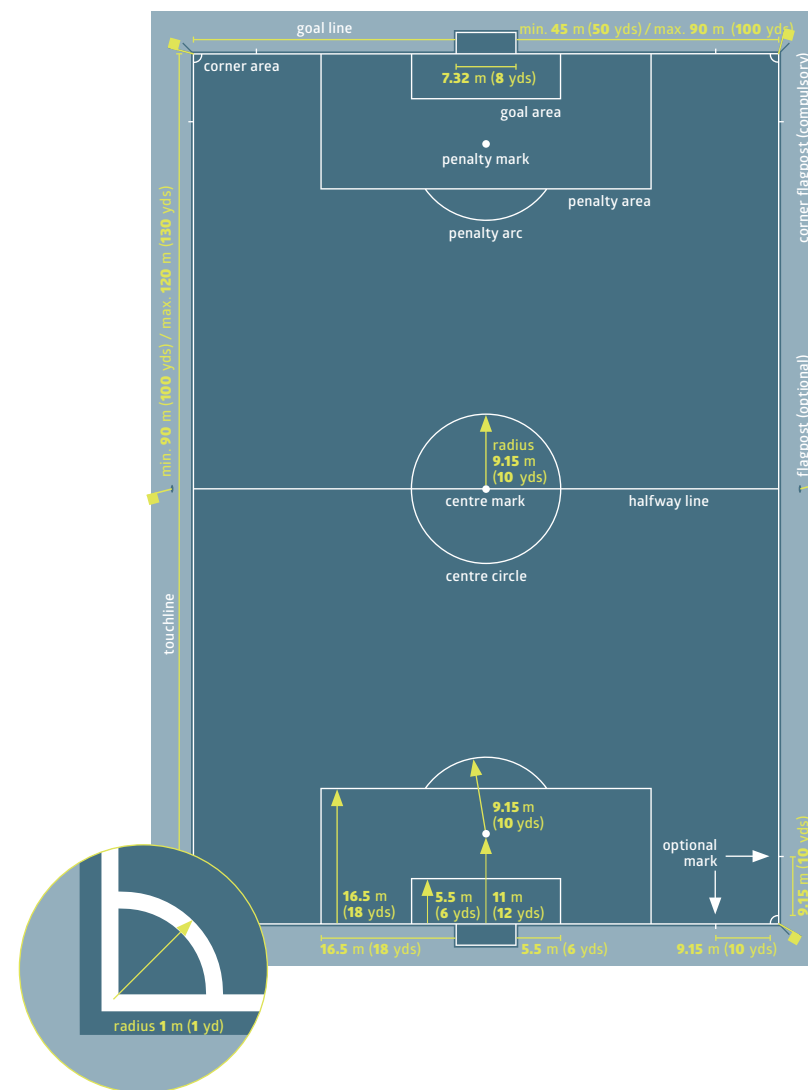 goal line
min. 45 m (50 yds) / max. 90 m (100 yds)
corner area
7.32 m (8 yds)
goal area
penalty mark
penalty area
penalty arc
corner flagpost (compulsory)
min. 90 m (100 yds) / max. 120 m (130 yds)
flagpost (optional)
radius
9.15 m
(10 yds)
centre mark
halfway line
centre circle
touchline
9.15 m
(10 yds)
optional
mark
9.15 m (10 yds)
16.5 m
(18 yds)
5.5 m
(6 yds)
11 m
(12 yds)
16.5 m (18 yds)
5.5 m (6 yds)
9.15 m (10 yds)
radius 1 m (1 yd)